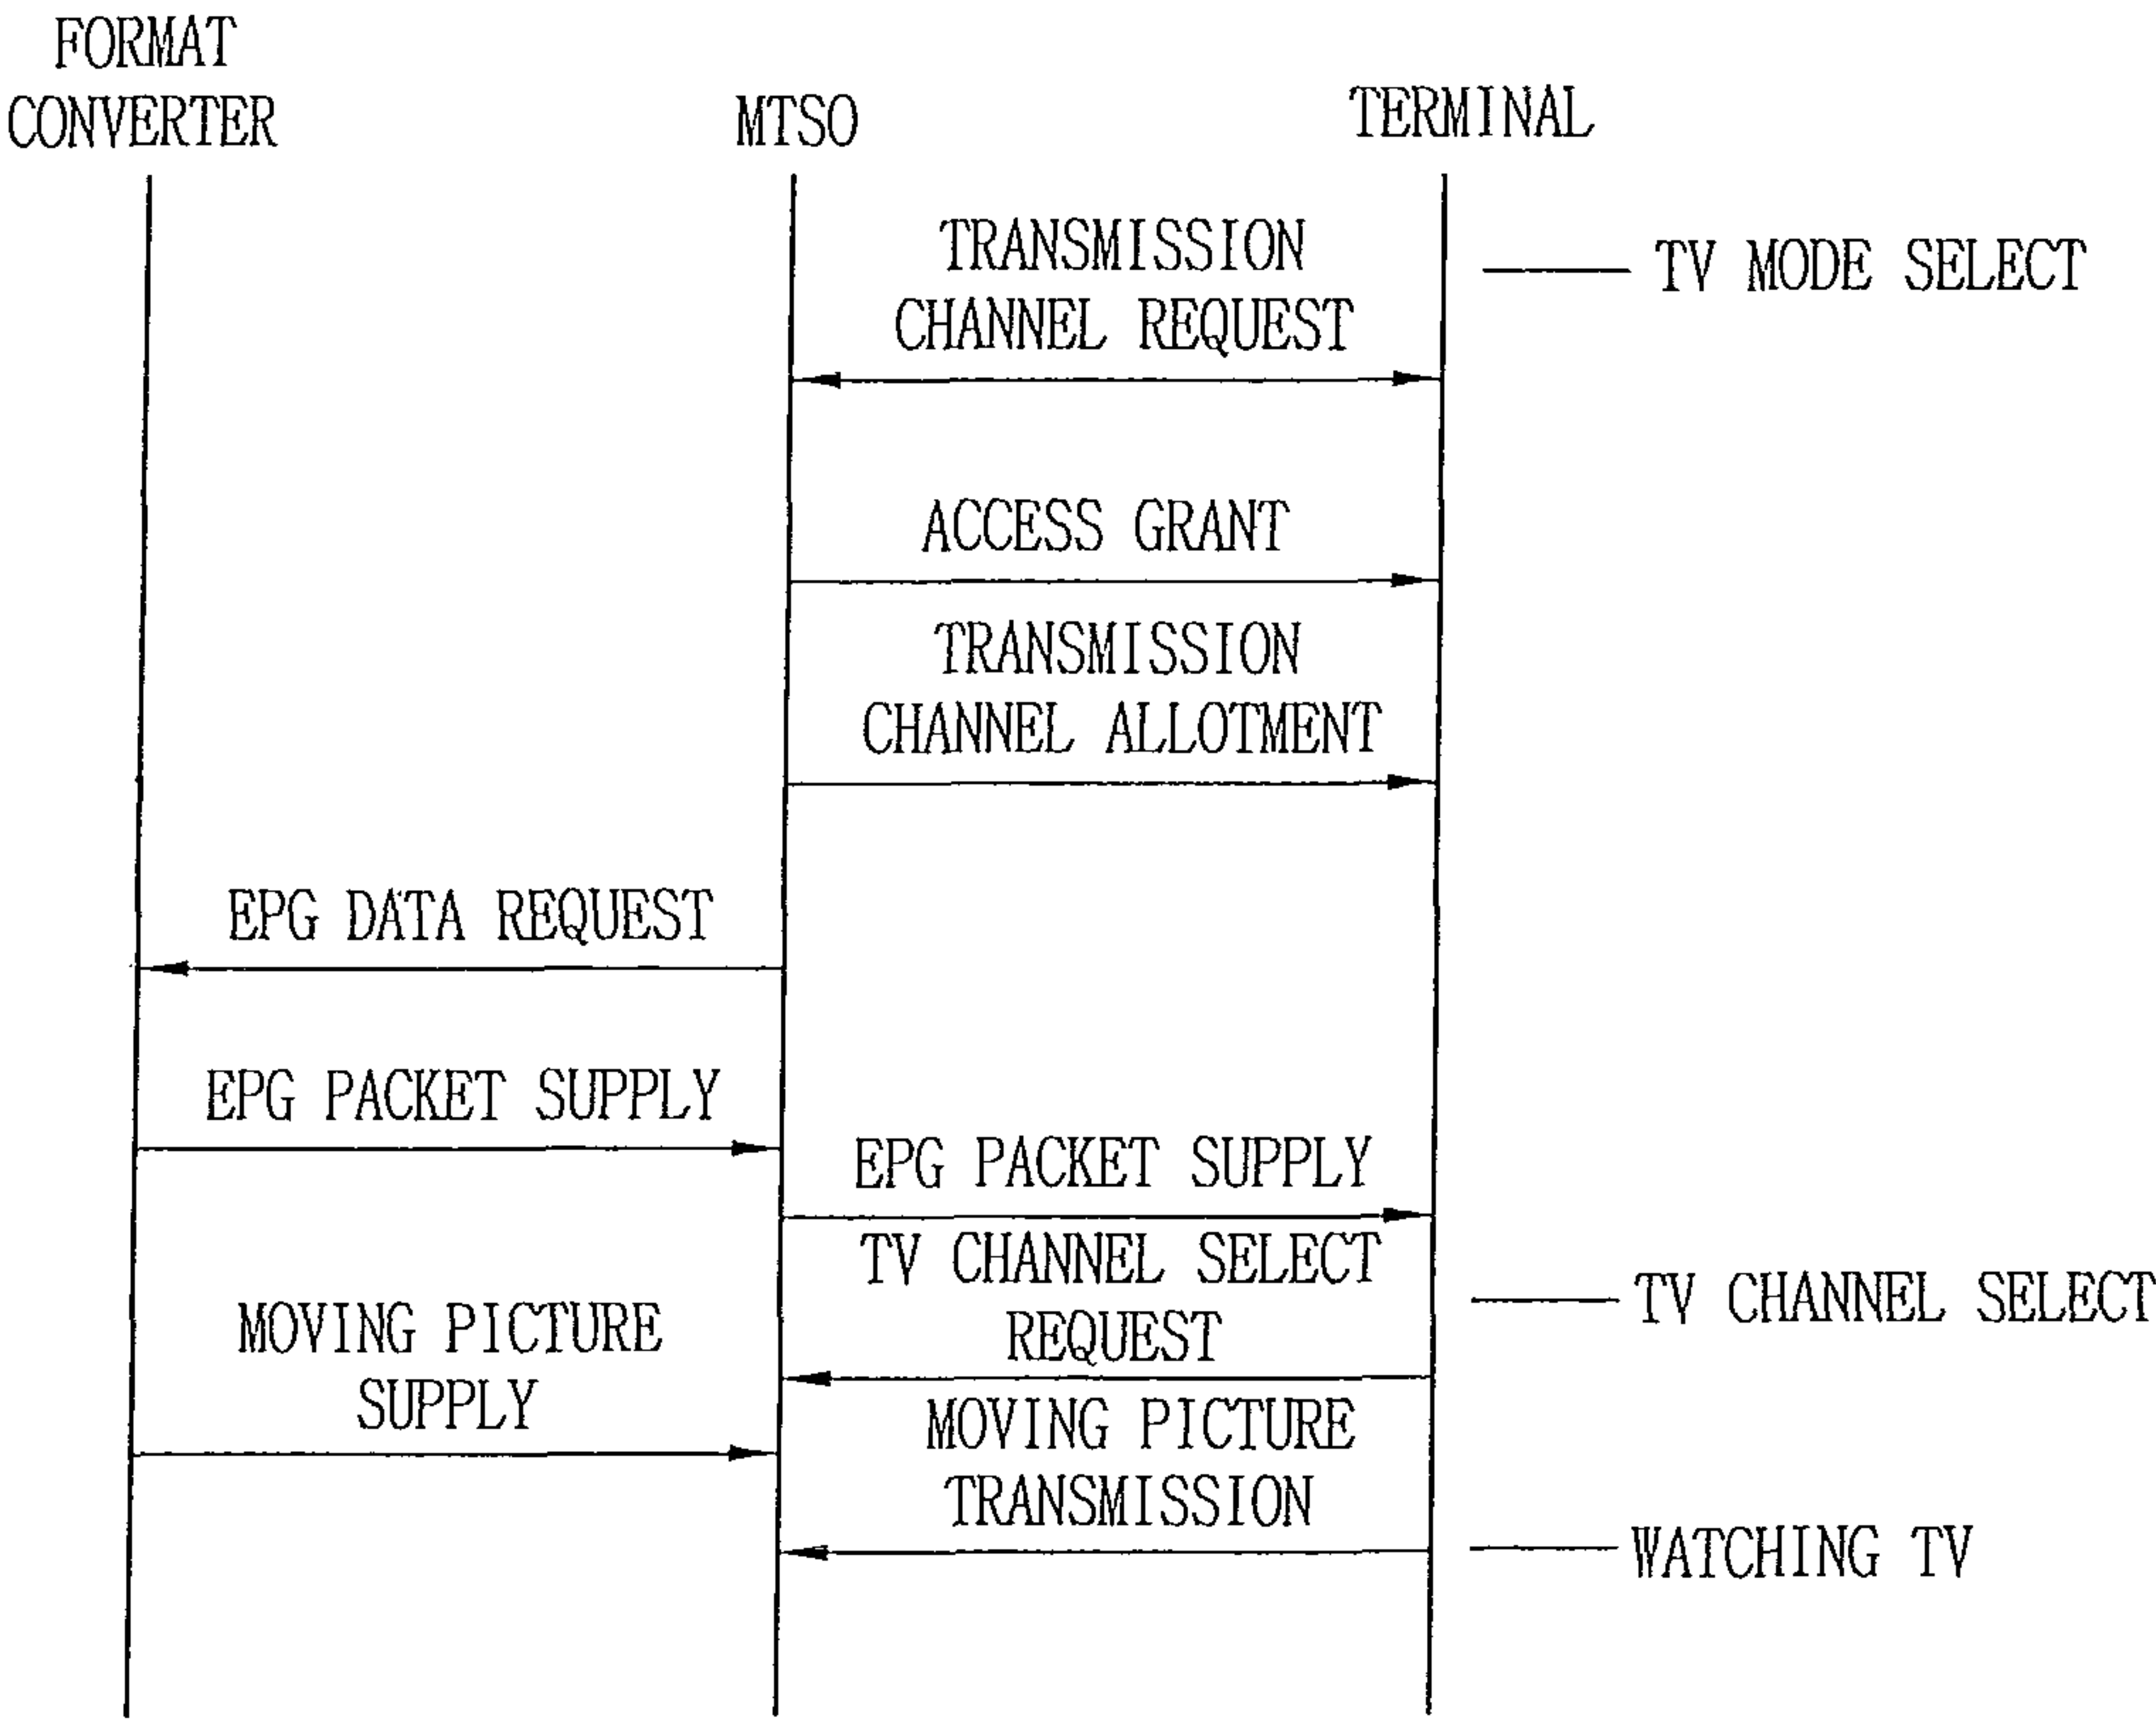 FORMAT
CONVERTER
MTSO
TERMINAL
TRANSMISSION
CHANNEL REQUEST
TV MODE SELECT
ACCESS GRANT
TRANSMISSION
CHANNEL ALLOTMENT
EPG DATA REQUEST
EPG PACKET SUPPLY
EPG PACKET SUPPLY
TV CHANNEL SELECT
REQUEST
TV CHANNEL SELECT
MOVING PICTURE
SUPPLY
MOVING PICTURE
TRANSMISSION
WATCHING TV